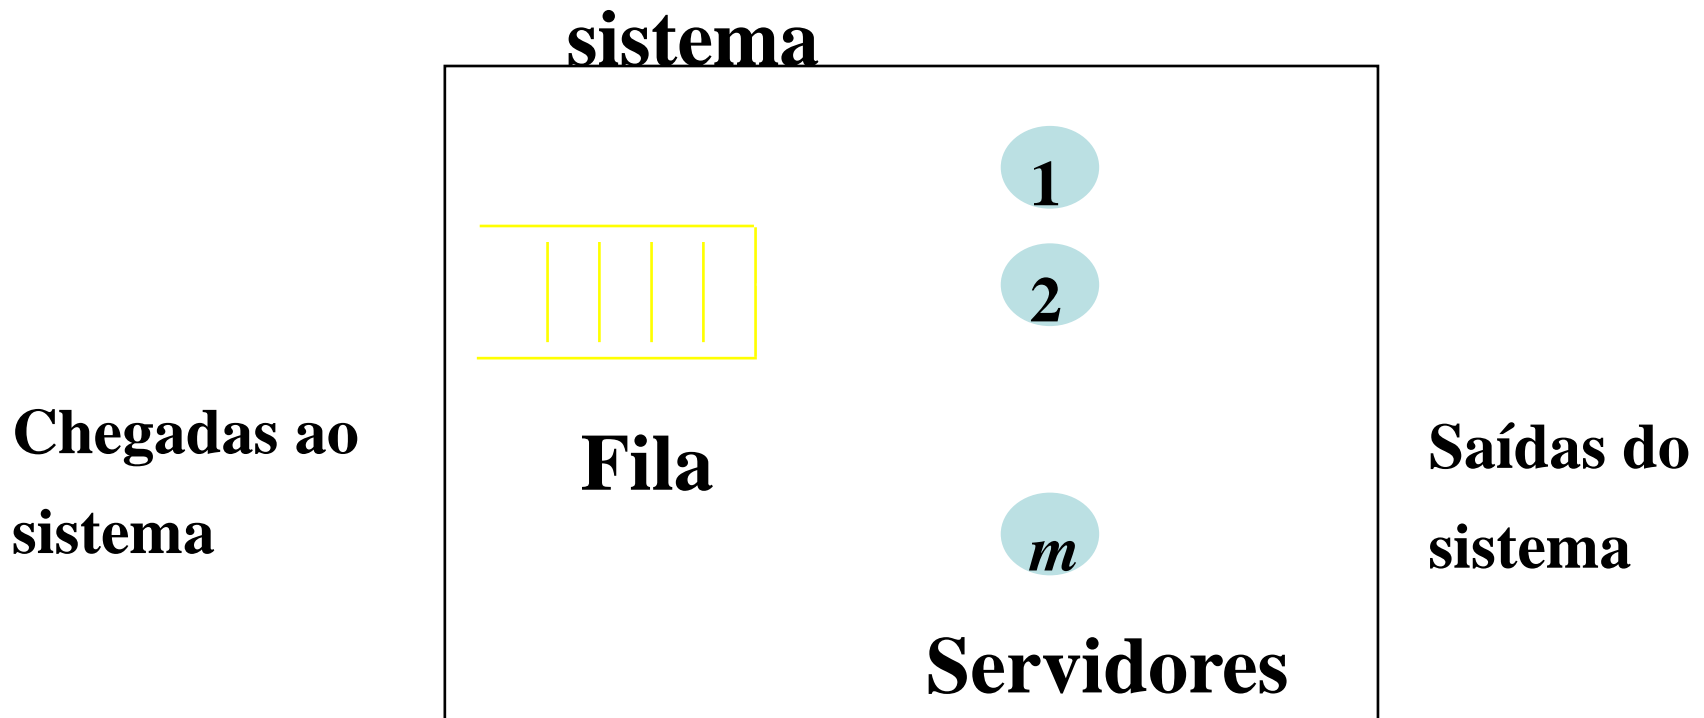 sistema
1
2
Chegadas ao
sistema
Fila
m
Servidores
Saídas do
sistema